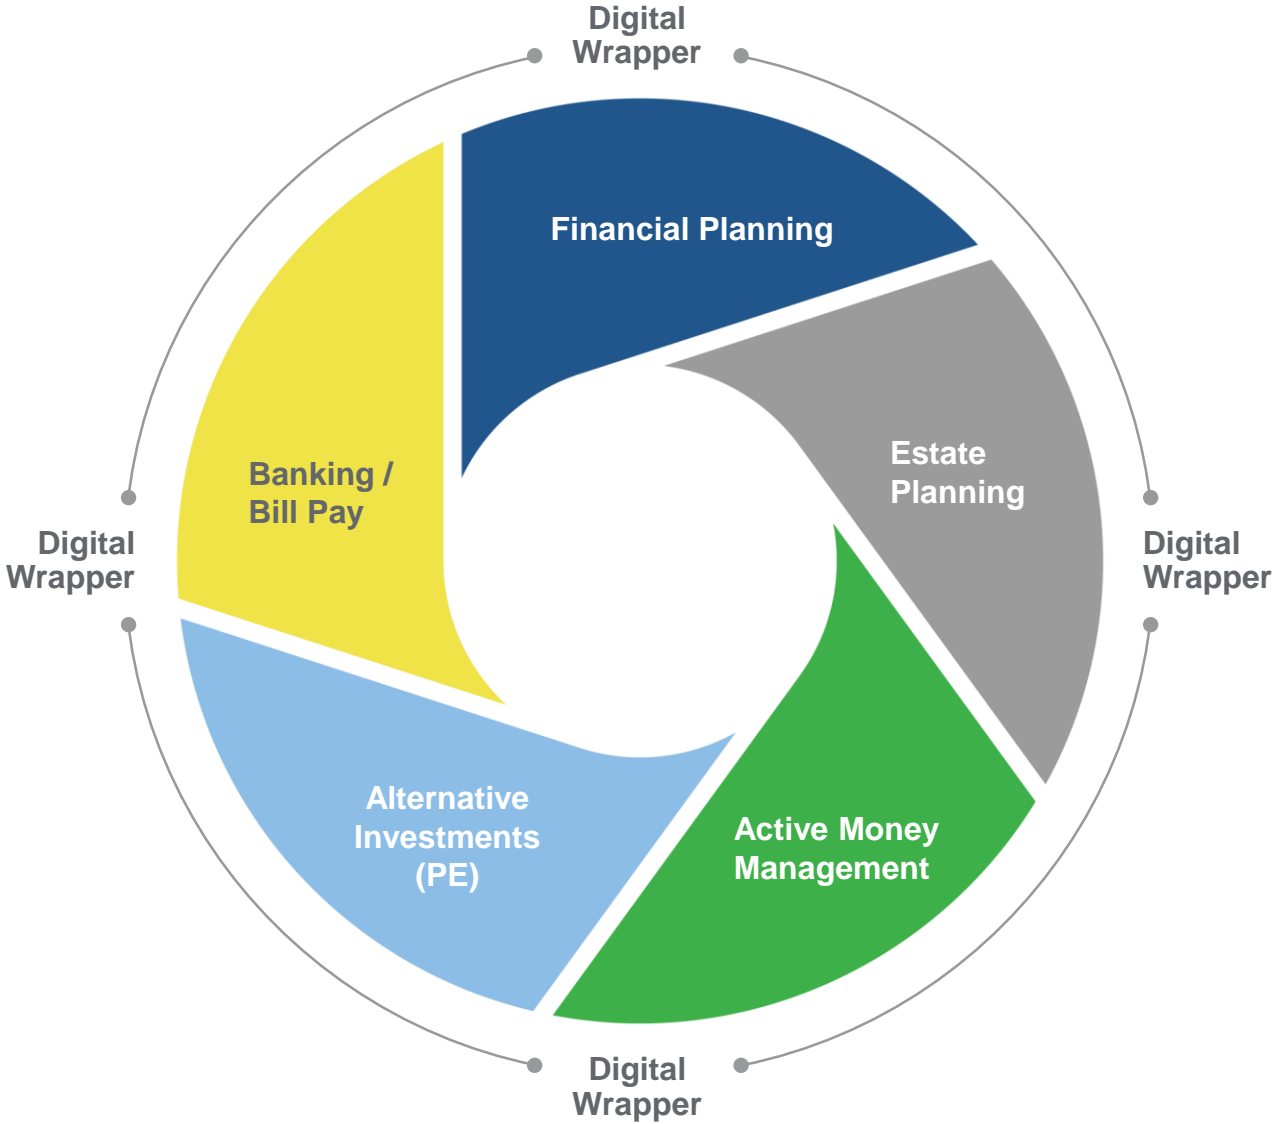 Digital
Wrapper
Financial Planning
Estate
Planning
Banking /
Bill Pay
Digital
Wrapper
Digital
Wrapper
Alternative
Investments
(PE)
Active Money
Management
Digital
Wrapper